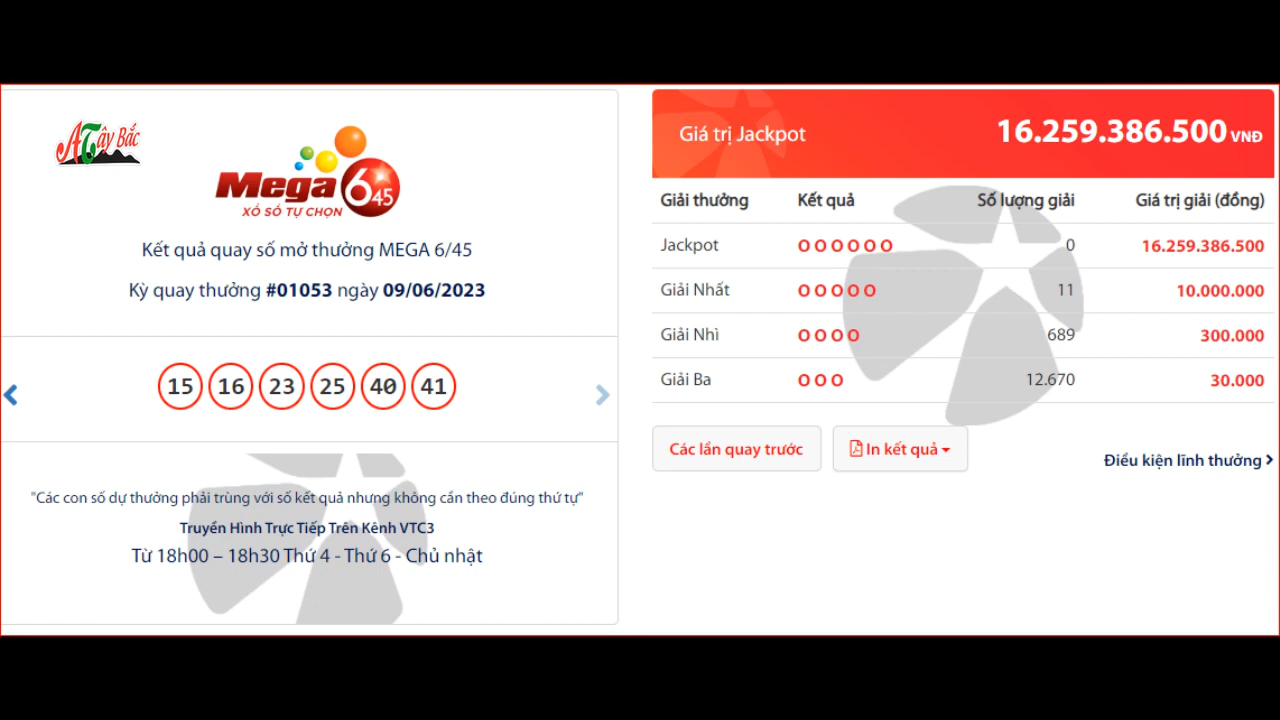 ATây Bắc
Mega 6/45
XỔ SỐ TỰ CHỌN
Kết quả quay số mở thưởng MEGA 6/45
Kỳ quay thưởng #01053 ngày 09/06/2023
15 16 23 25 40 41
"Các con số dự thưởng phải trùng với số kết quả nhưng không cần theo đúng thứ tự"
Truyền Hình Trực Tiếp Trên Kênh VTC3
Từ 18h00 – 18h30 Thứ 4 - Thứ 6 - Chủ nhật
Giá trị Jackpot 16.259.386.500 VNĐ
Giải thưởng Kết quả Số lượng giải Giá trị giải (đồng)
Jackpot O O O O O O 0 16.259.386.500
Giải Nhất O O O O O 11 10.000.000
Giải Nhì O O O O 689 300.000
Giải Ba O O O 12.670 30.000
Các lần quay trước In kết quả
Điều kiện lĩnh thưởng